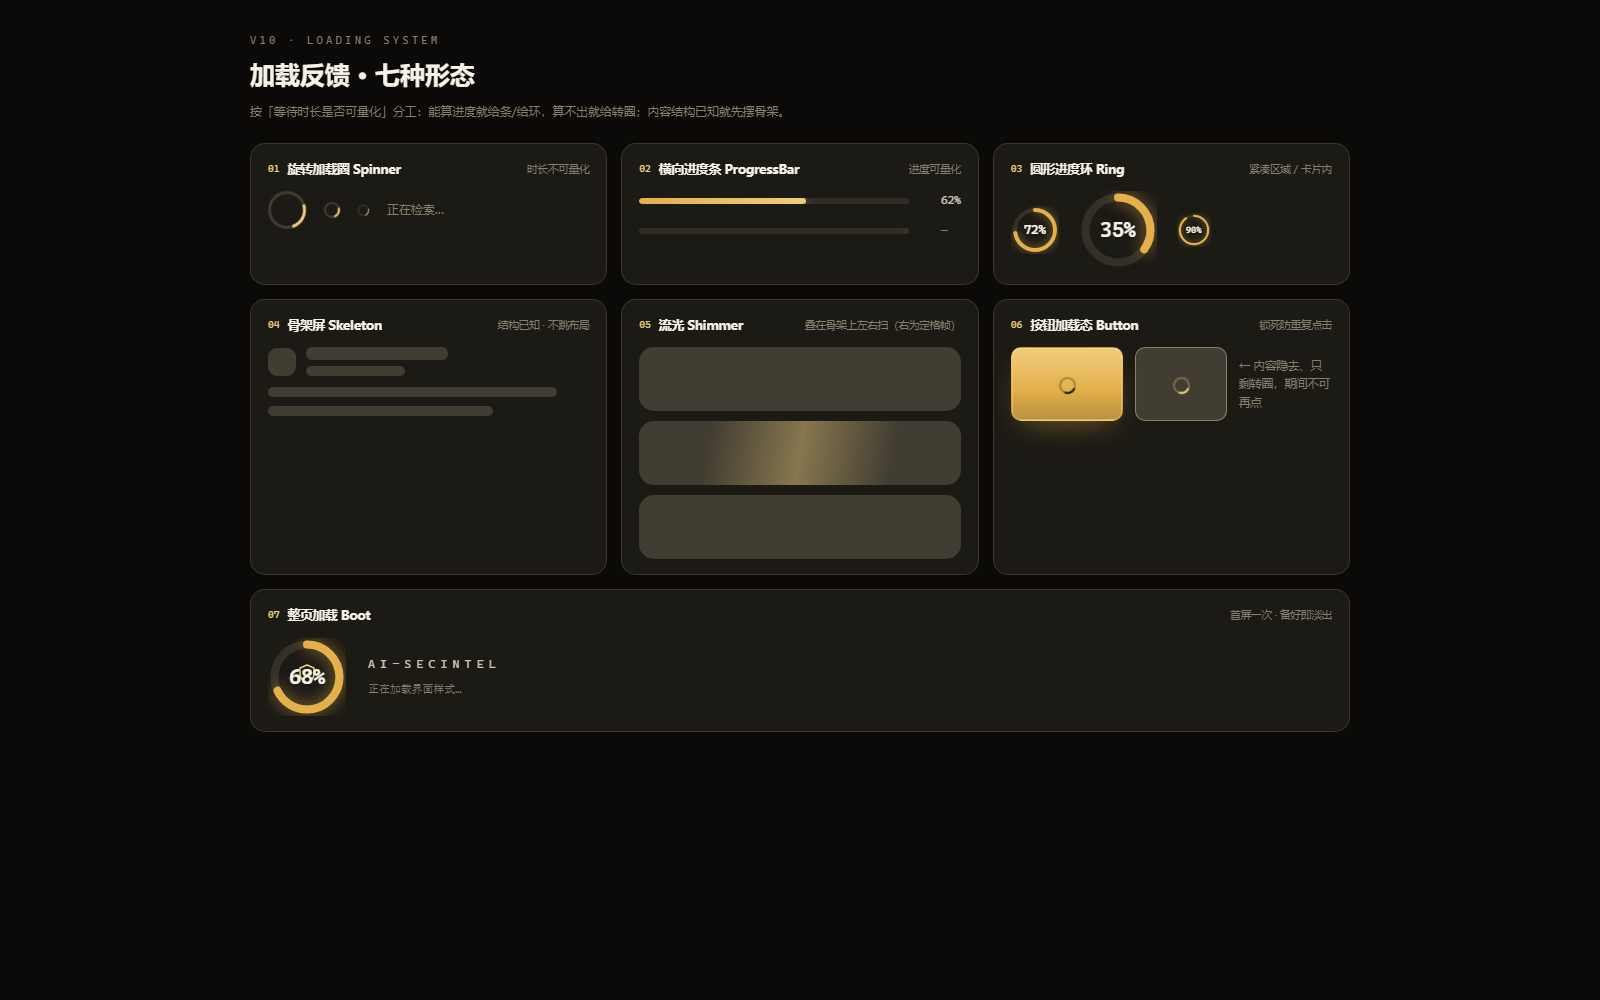 V10 · LOADING SYSTEM
加载反馈 · 七种形态
按「等待时长是否可量化」分工：能算进度就给条/给环，算不出就给转圈；内容结构已知就先摆骨架。
01 旋转加载圈 Spinner 时长不可量化
正在检索…
02 横向进度条 ProgressBar 进度可量化
62%
—
03 圆形进度环 Ring 紧凑区域 / 卡片内
72% 35% 90%
04 骨架屏 Skeleton 结构已知 · 不跳布局
05 流光 Shimmer 叠在骨架上左右扫（右为定格帧）
06 按钮加载态 Button 锁死防重复点击
← 内容隐去、只
剩转圈，期间不可
再点
07 整页加载 Boot 首屏一次 · 备好即淡出
68%
AI-SECINTEL
正在加载界面样式…